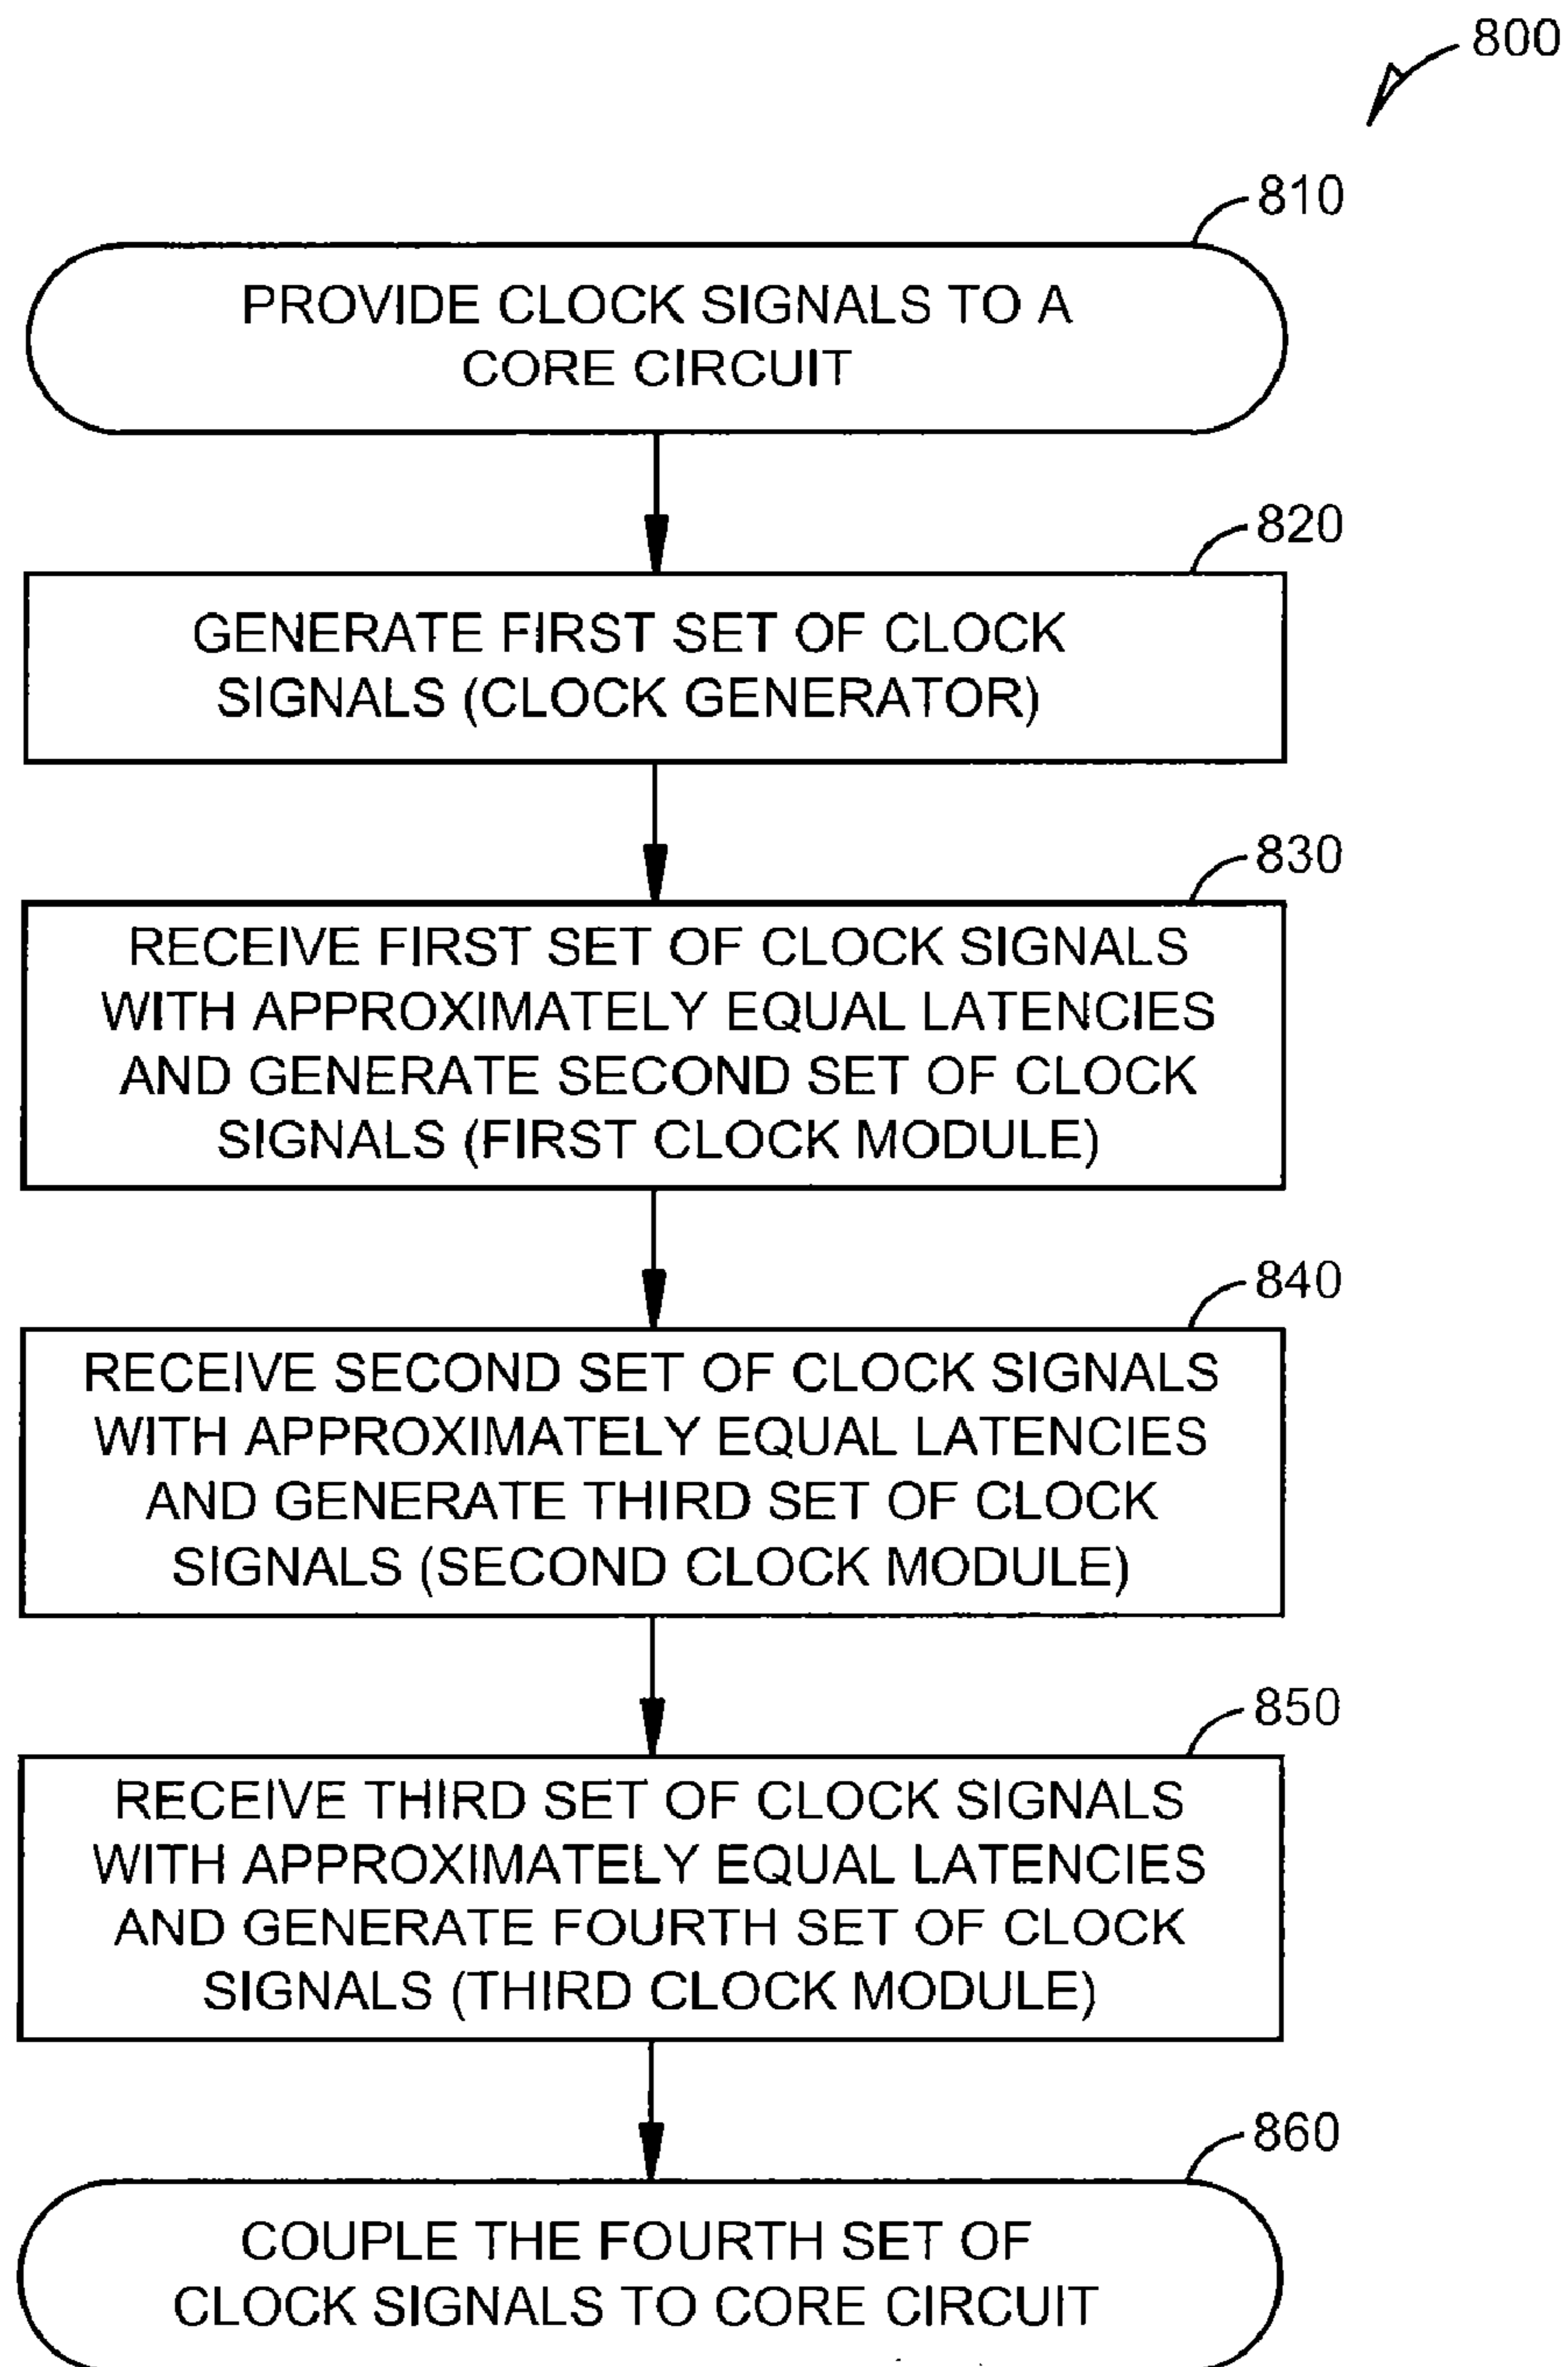 800
810
PROVIDE CLOCK SIGNALS TO A
CORE CIRCUIT
820
GENERATE FIRST SET OF CLOCK
SIGNALS (CLOCK GENERATOR)
830
RECEIVE FIRST SET OF CLOCK SIGNALS
WITH APPROXIMATELY EQUAL LATENCIES
AND GENERATE SECOND SET OF CLOCK
SIGNALS (FIRST CLOCK MODULE)
840
RECEIVE SECOND SET OF CLOCK SIGNALS
WITH APPROXIMATELY EQUAL LATENCIES
AND GENERATE THIRD SET OF CLOCK
SIGNALS (SECOND CLOCK MODULE)
850
RECEIVE THIRD SET OF CLOCK SIGNALS
WITH APPROXIMATELY EQUAL LATENCIES
AND GENERATE FOURTH SET OF CLOCK
SIGNALS (THIRD CLOCK MODULE)
860
COUPLE THE FOURTH SET OF
CLOCK SIGNALS TO CORE CIRCUIT